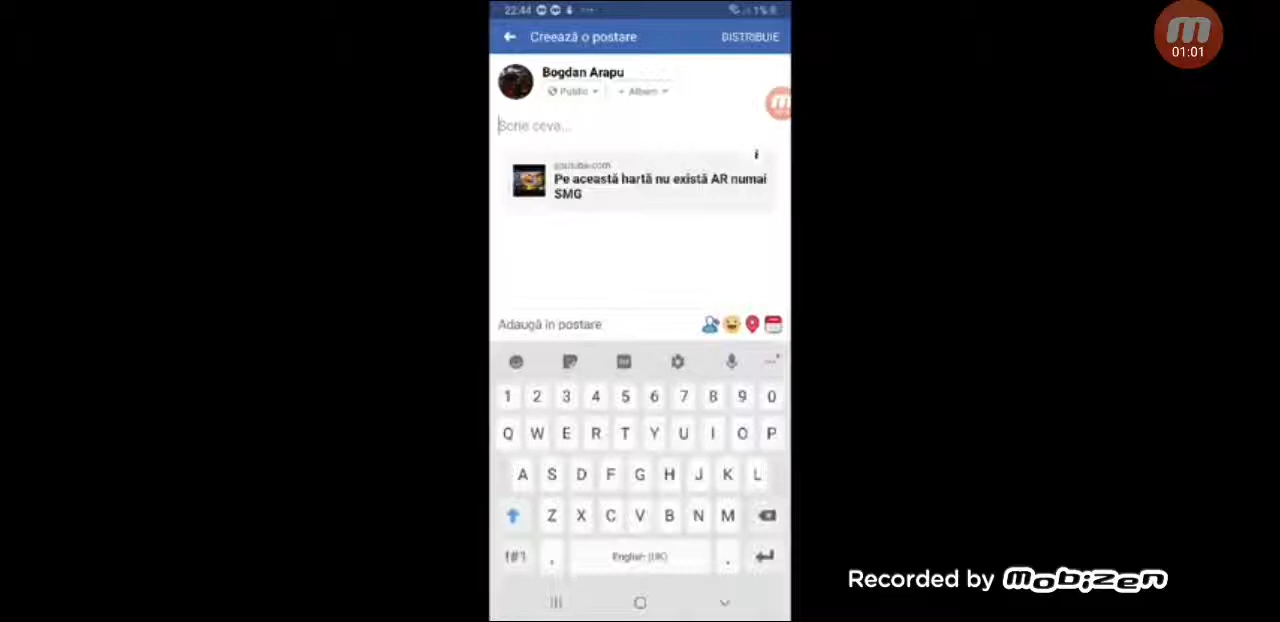 22:44
1%
Creează o postare
DISTRIBUIE
01:01
Bogdan Arapu
Public
+ Album
Scrie ceva...
youtube.com
Pe această hartă nu există AR numai
SMG
Adaugă în postare
GIF
1 2 3 4 5 6 7 8 9 0
Q W E R T Y U I O P
A S D F G H J K L
Z X C V B N M
!#1 , English (UK) .
Recorded by Mobizen